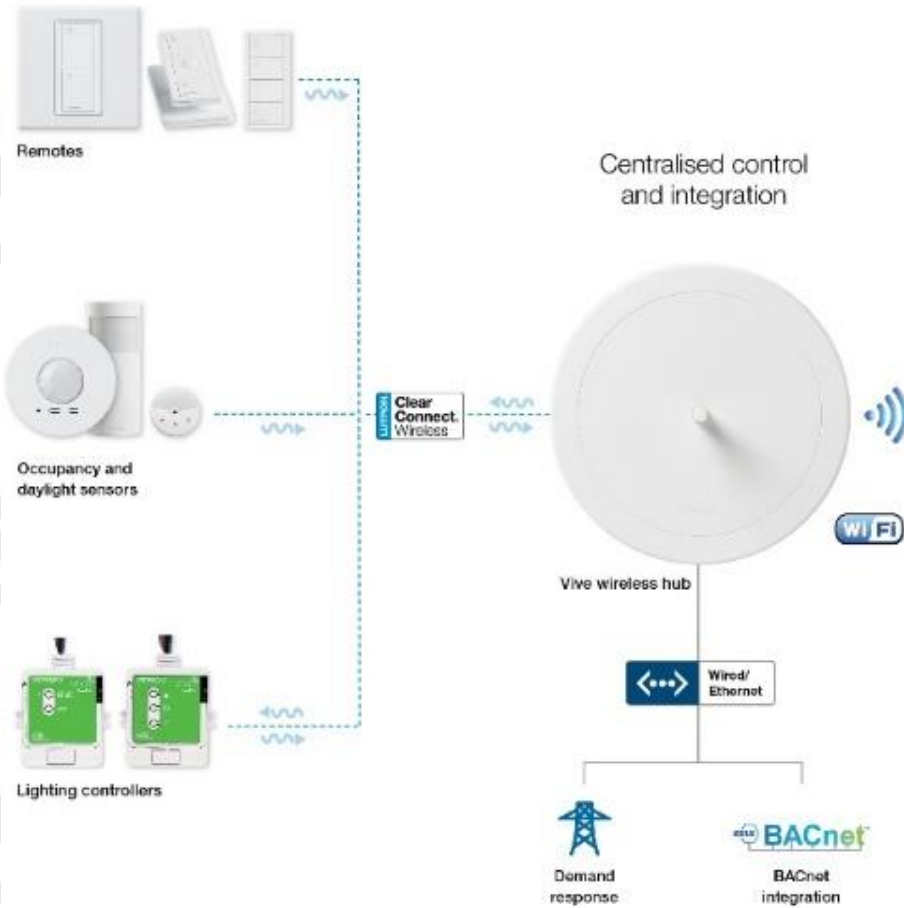 Remotes
Centralised control
and integration
LUTRON
Clear
Connect.
Wireless
Occupancy and
daylight sensors
Wi Fi
Vive wireless hub
Wired/
Ethernet
Lighting controllers
Demand
response
BACnet
BACnet
integration